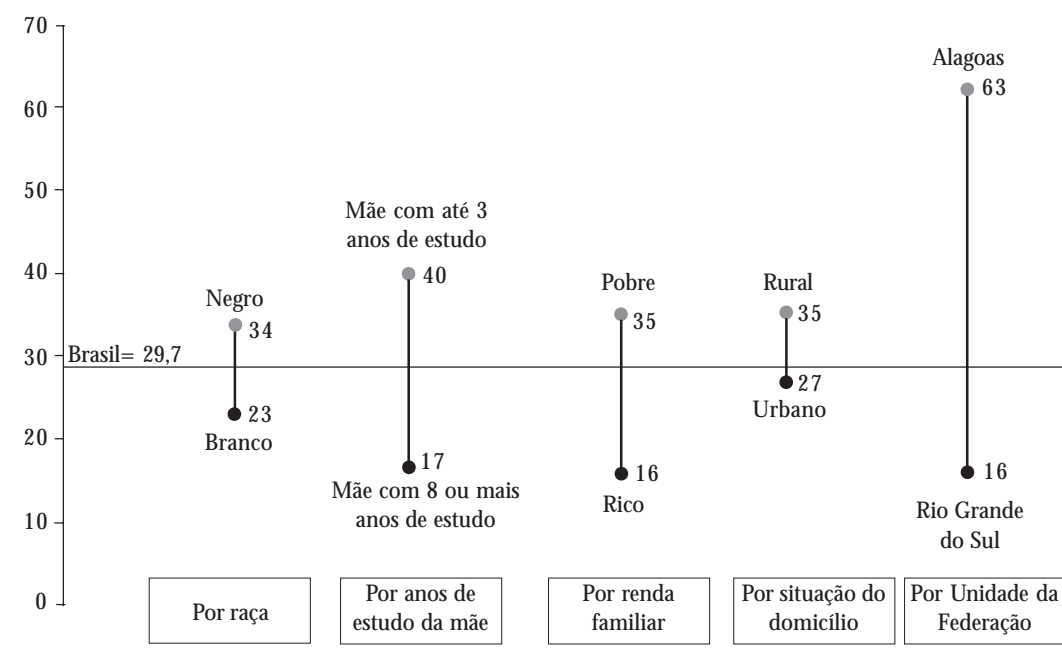 70
60
50
40
30
20
10
0
Brasil= 29,7
Negro
34
23
Branco
Mãe com até 3
anos de estudo
40
17
Mãe com 8 ou mais
anos de estudo
Pobre
35
16
Rico
Rural
35
27
Urbano
Alagoas
63
16
Rio Grande
do Sul
Por raça
Por anos de
estudo da mãe
Por renda
familiar
Por situação do
domicílio
Por Unidade da
Federação